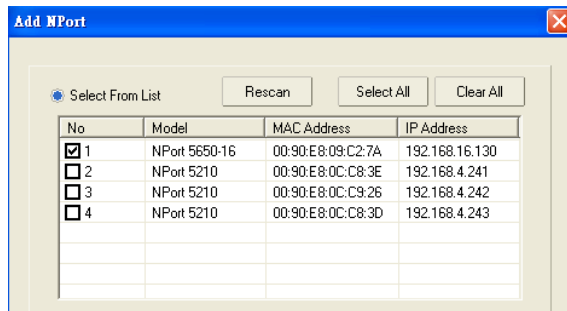 Add NPort
Select From List Rescan Select All Clear All
No Model MAC Address IP Address
1 NPort 5650-16 00:90:E8:09:C2:7A 192.168.16.130
2 NPort 5210 00:90:E8:0C:C8:3E 192.168.4.241
3 NPort 5210 00:90:E8:0C:C9:26 192.168.4.242
4 NPort 5210 00:90:E8:0C:C8:3D 192.168.4.243